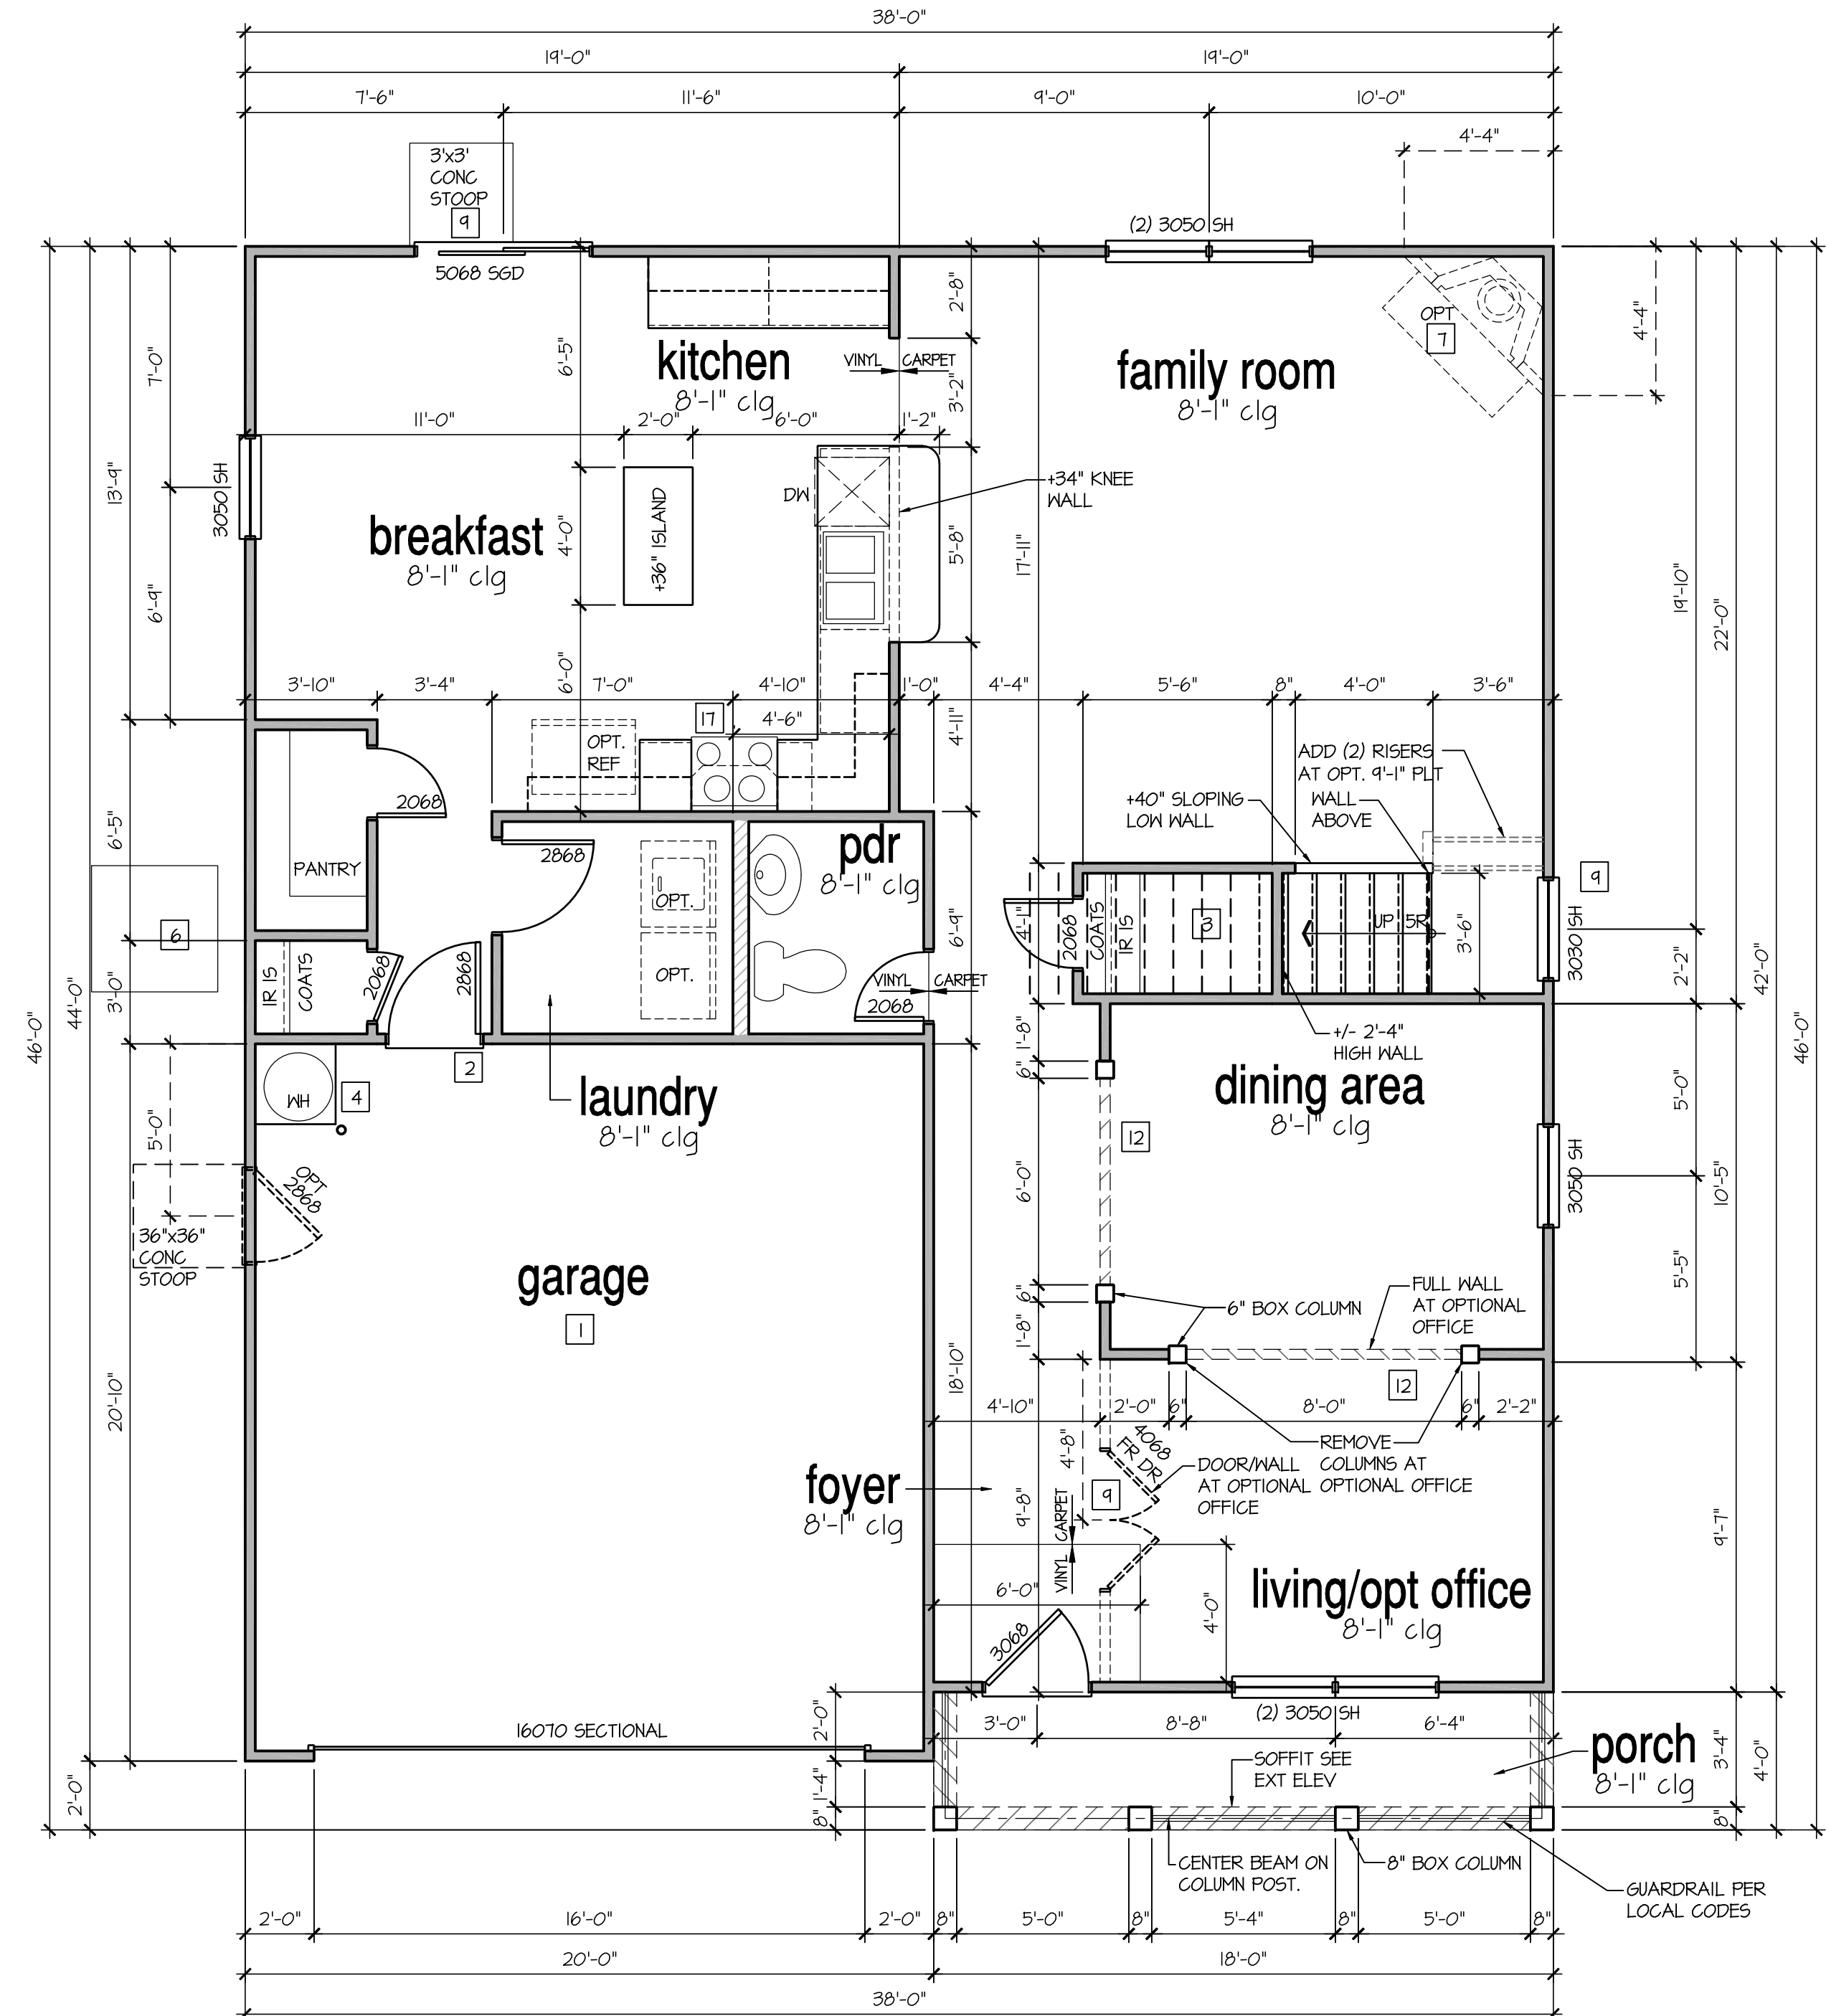 38'-0"
19'-0" 19'-0"
7'-6" 11'-6" 9'-0" 10'-0"
4'-4"
3'x3'
CONC
STOOP
9
5068 SGD
(2) 3050 SH
2'-8"
OPT
7
4'-4"
7'-0"
6'-5"
kitchen
8'-1" clg
VINYL CARPET
3'-2"
family room
8'-1" clg
11'-0" 2'-0" 6'-0" 1'-2"
13'-9"
3050 SH
DW
+34" KNEE
WALL
breakfast
8'-1" clg
4'-0"
+36" ISLAND
5'-8"
17'-11"
6'-9"
19'-10"
22'-0"
6'-0"
3'-10" 3'-4" 7'-0" 4'-10" 1'-0" 4'-4" 5'-6" 8" 4'-0" 3'-6"
17
4'-6"
4'-11"
OPT.
REF
ADD (2) RISERS
AT OPT. 9'-1" PLT
+40" SLOPING
LOW WALL
WALL
ABOVE
2068
6'-5"
PANTRY
2868
OPT.
pdr
8'-1" clg
9
6
6'-9"
4'-1"
2068
COATS
1R 1S
3
UP 5R
3'-6"
3030 SH
2'-2"
42'-0"
46'-0"
44'-0"
46'-0"
3'-0"
1R 1S
COATS
2068
2868
OPT.
VINYL CARPET
2068
1'-8"
+/- 2'-4"
HIGH WALL
2
WH
4
6"
laundry
8'-1" clg
dining area
8'-1" clg
5'-0"
5'-0"
12
OPT
2868
36"x36"
CONC
STOOP
6'-0"
3050 SH
10'-5"
garage
1
6"
6" BOX COLUMN
FULL WALL
AT OPTIONAL
OFFICE
5'-5"
1'-8"
20'-10"
18'-10"
12
4'-10" 2'-0" 6" 8'-0" 6" 2'-2"
4'-8"
4068
FR DR
REMOVE
COLUMNS AT
OPTIONAL OFFICE
DOOR/WALL
AT OPTIONAL
OFFICE
foyer
8'-1" clg
9'-8"
9
VINYL CARPET
9'-7"
6'-0"
4'-0"
living/opt office
8'-1" clg
3068
16070 SECTIONAL
2'-0"
(2) 3050 SH
3'-0" 8'-8" 6'-4"
porch
8'-1" clg
SOFFIT SEE
EXT ELEV
2'-0"
1'-4"
8"
3'-4"
4'-0"
8"
CENTER BEAM ON
COLUMN POST.
8" BOX COLUMN
GUARDRAIL PER
LOCAL CODES
2'-0" 16'-0" 2'-0" 8" 5'-0" 8" 5'-4" 8" 5'-0" 8"
20'-0" 18'-0"
38'-0"